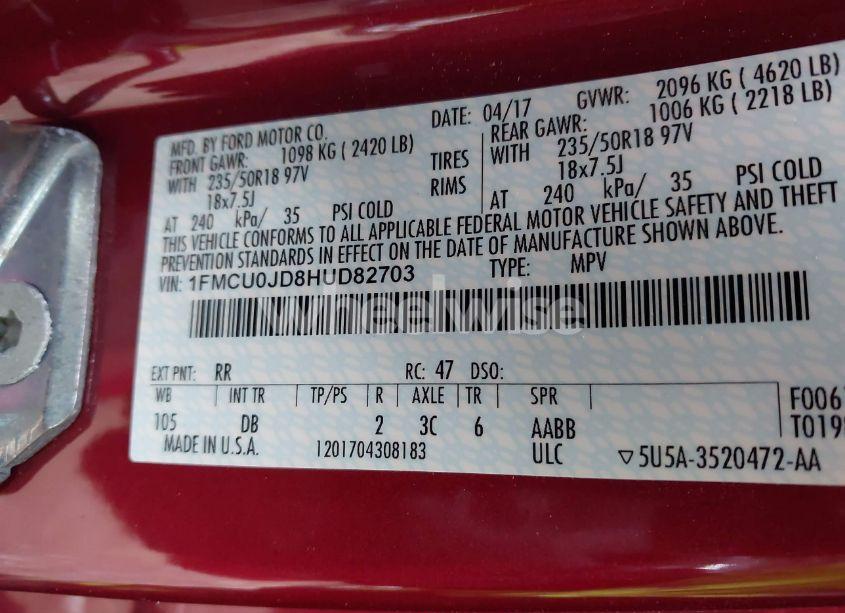 MFD. BY FORD MOTOR CO.
DATE: 04/17 GVWR: 2096 KG ( 4620 LB)
FRONT GAWR: 1098 KG ( 2420 LB)
REAR GAWR: 1006 KG ( 2218 LB)
WITH 235/50R18 97V TIRES WITH 235/50R18 97V
18x7.5J RIMS 18x7.5J
AT 240 kPa/ 35 PSI COLD AT 240 kPa/ 35 PSI COLD
THIS VEHICLE CONFORMS TO ALL APPLICABLE FEDERAL MOTOR VEHICLE SAFETY AND THEFT
PREVENTION STANDARDS IN EFFECT ON THE DATE OF MANUFACTURE SHOWN ABOVE.
VIN: 1FMCU0JD8HUD82703 TYPE: MPV
wheelwise
EXT PNT: RR RC: 47 DSO:
WB INT TR TP/PS R AXLE TR SPR
105 DB 2 3C 6 AABB
F0061
T0198
MADE IN U.S.A. 1201704308183 ULC ▽5U5A-3520472-AA